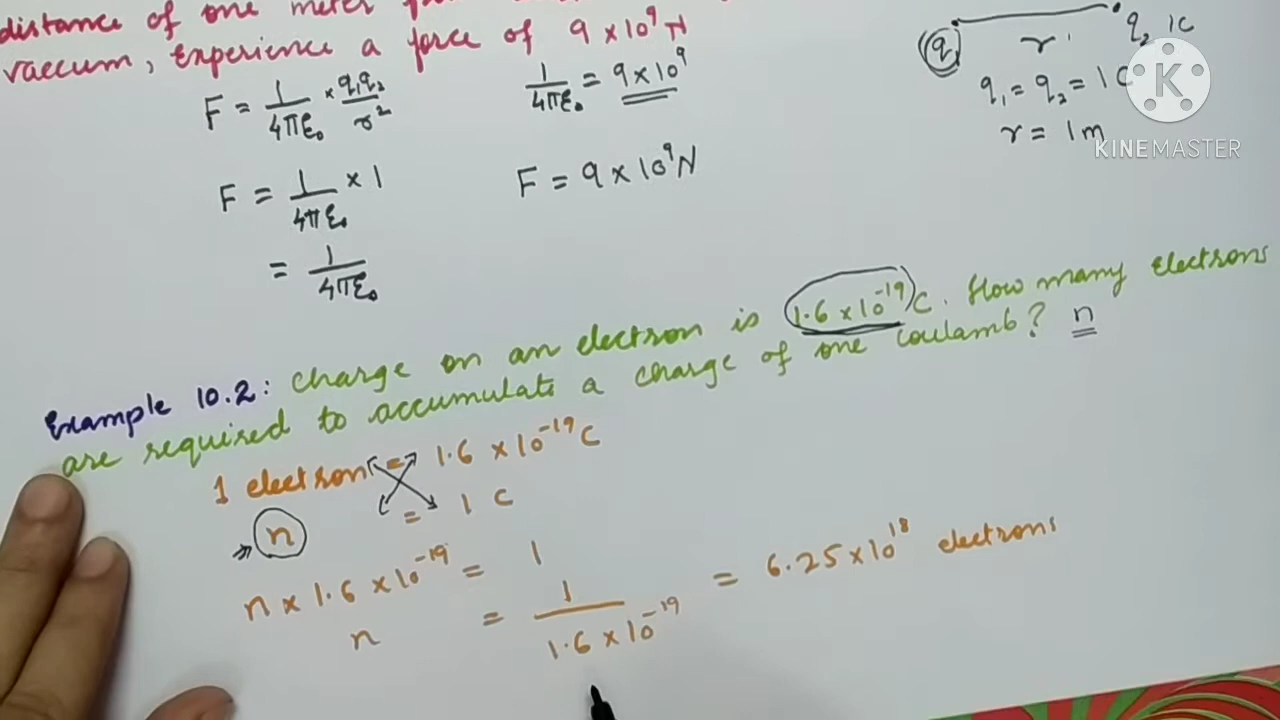 distance of one meter
vaccum, Experience a force of 9 × 10⁹ N
F = 1/4πε₀ × q₁q₂/r²
1/4πε₀ = 9 × 10⁹
F = 1/4πε₀ × 1
F = 9 × 10⁹ N
= 1/4πε₀
q₁ r q₂ 1C
q₁ = q₂ = 1C
r = 1m
KINEMASTER
Example 10.2: Charge on an electron is 1.6 × 10⁻¹⁹ C. How many electrons
are required to accumulate a charge of one coulamb? n
1 electron = 1.6 × 10⁻¹⁹ C
n = 1 C
n × 1.6 × 10⁻¹⁹ = 1
n = 1/1.6 × 10⁻¹⁹ = 6.25 × 10¹⁸ electrons